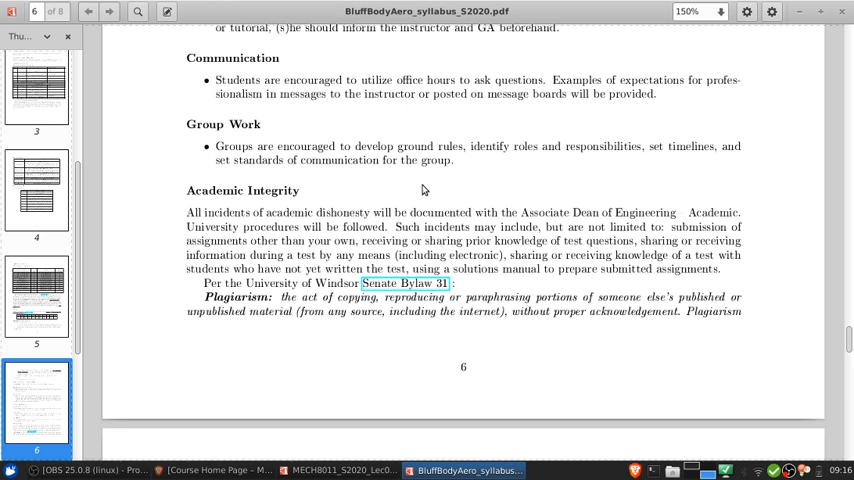 6 of 8
BluffBodyAero_syllabus_S2020.pdf
150%
Thu...
or tutorial, (s)he should inform the instructor and GA beforehand.
Communication
• Students are encouraged to utilize office hours to ask questions. Examples of expectations for profes-
sionalism in messages to the instructor or posted on message boards will be provided.
Group Work
• Groups are encouraged to develop ground rules, identify roles and responsibilities, set timelines, and
set standards of communication for the group.
Academic Integrity
All incidents of academic dishonesty will be documented with the Associate Dean of Engineering – Academic.
University procedures will be followed. Such incidents may include, but are not limited to: submission of
assignments other than your own, receiving or sharing prior knowledge of test questions, sharing or receiving
information during a test by any means (including electronic), sharing or receiving knowledge of a test with
students who have not yet written the test, using a solutions manual to prepare submitted assignments.
Per the University of Windsor Senate Bylaw 31 :
Plagiarism: the act of copying, reproducing or paraphrasing portions of someone else's published or
unpublished material (from any source, including the internet), without proper acknowledgement. Plagiarism
6
3
4
5
6
[OBS 25.0.8 (linux) - Pro...
[Course Home Page – M...
MECH8011_S2020_Lec0...
BluffBodyAero_syllabus...
09:16